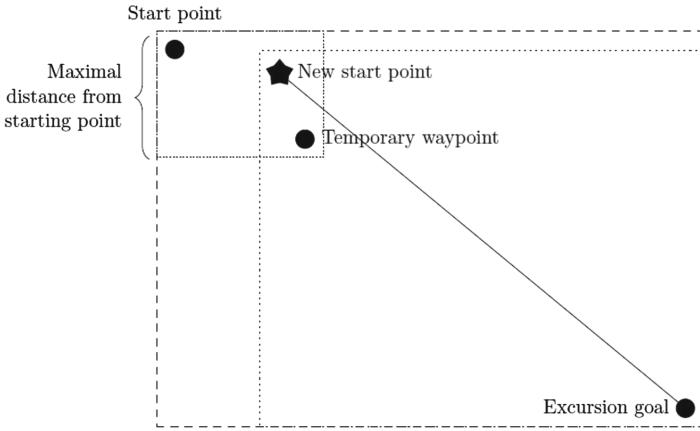 Start point
Maximal
distance from
starting point
New start point
Temporary waypoint
Excursion goal